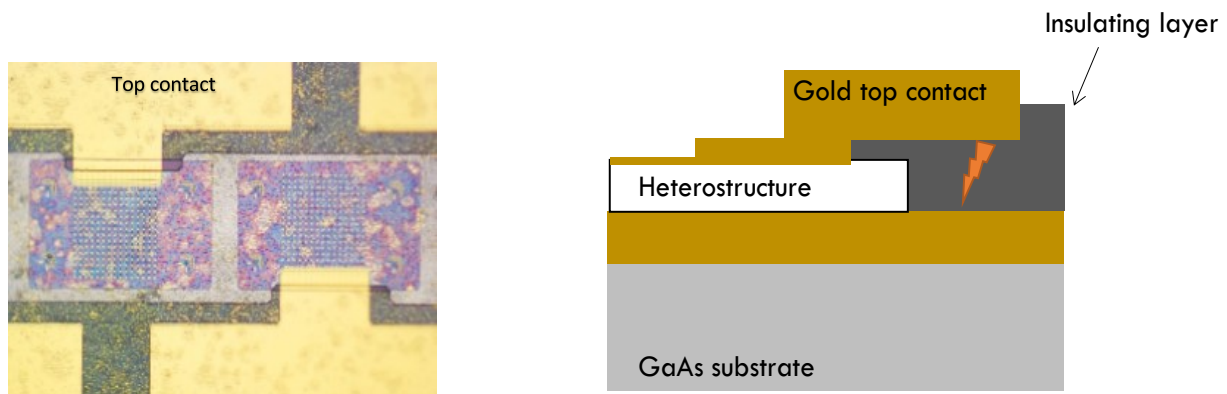 Insulating layer
Top contact
Gold top contact
Heterostructure
GaAs substrate